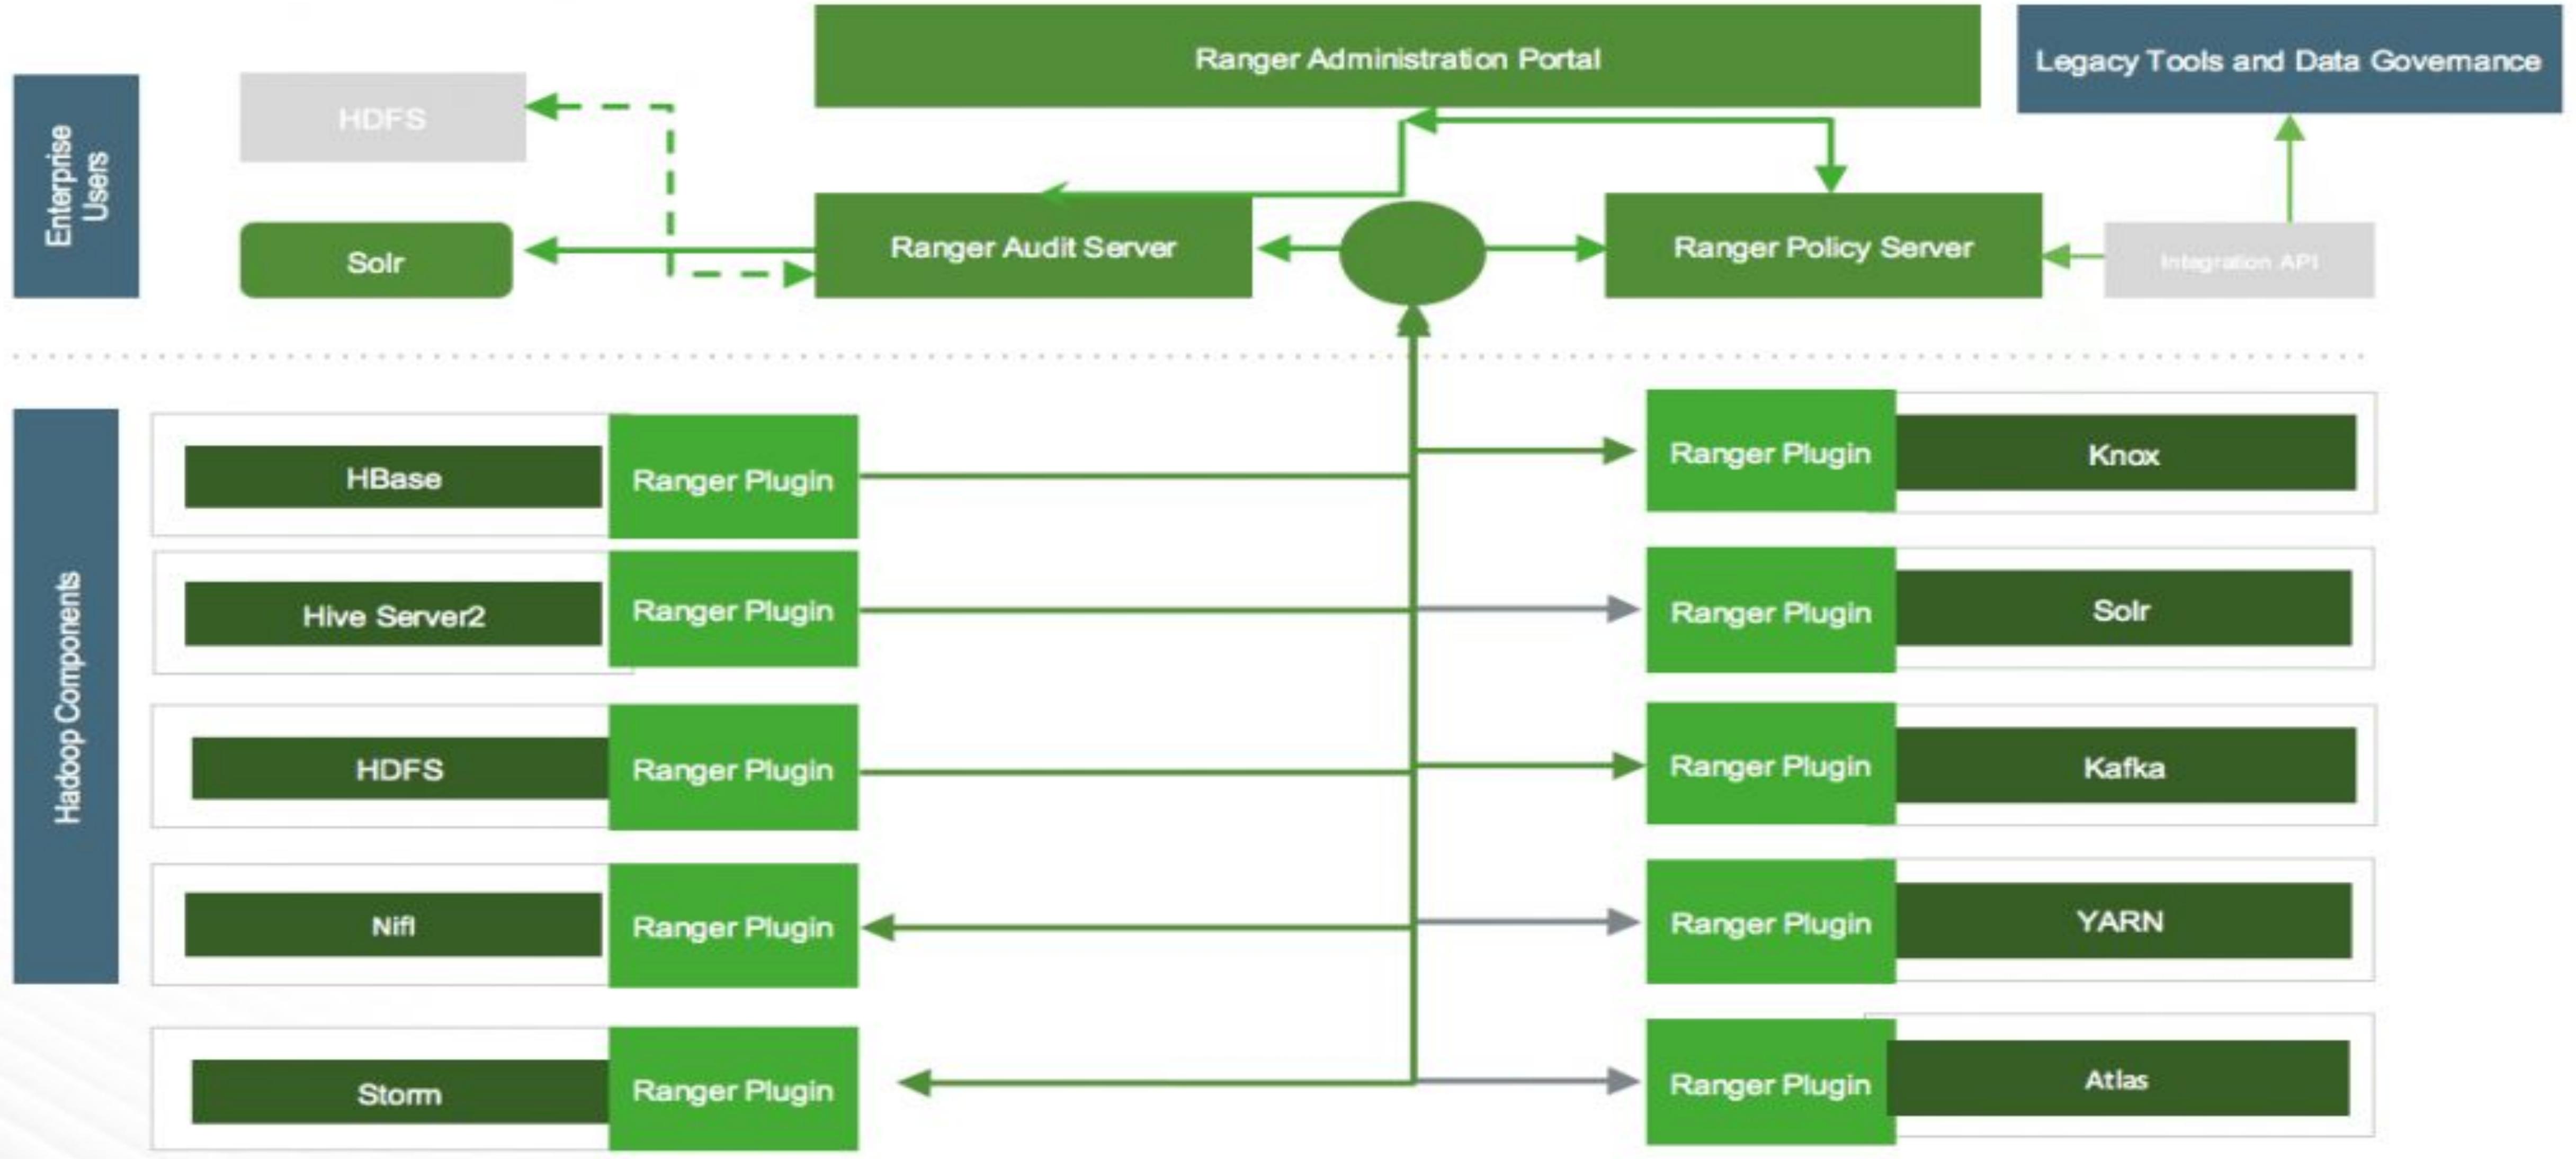 Ranger Administration Portal
Legacy Tools and Data Governance
Enterprise
Users
HDFS
Solr
Ranger Audit Server
Ranger Policy Server
Integration API
Hadoop Components
HBase
Ranger Plugin
Ranger Plugin
Knox
Hive Server2
Ranger Plugin
Ranger Plugin
Solr
HDFS
Ranger Plugin
Ranger Plugin
Kafka
Nifl
Ranger Plugin
Ranger Plugin
YARN
Storm
Ranger Plugin
Ranger Plugin
Atlas